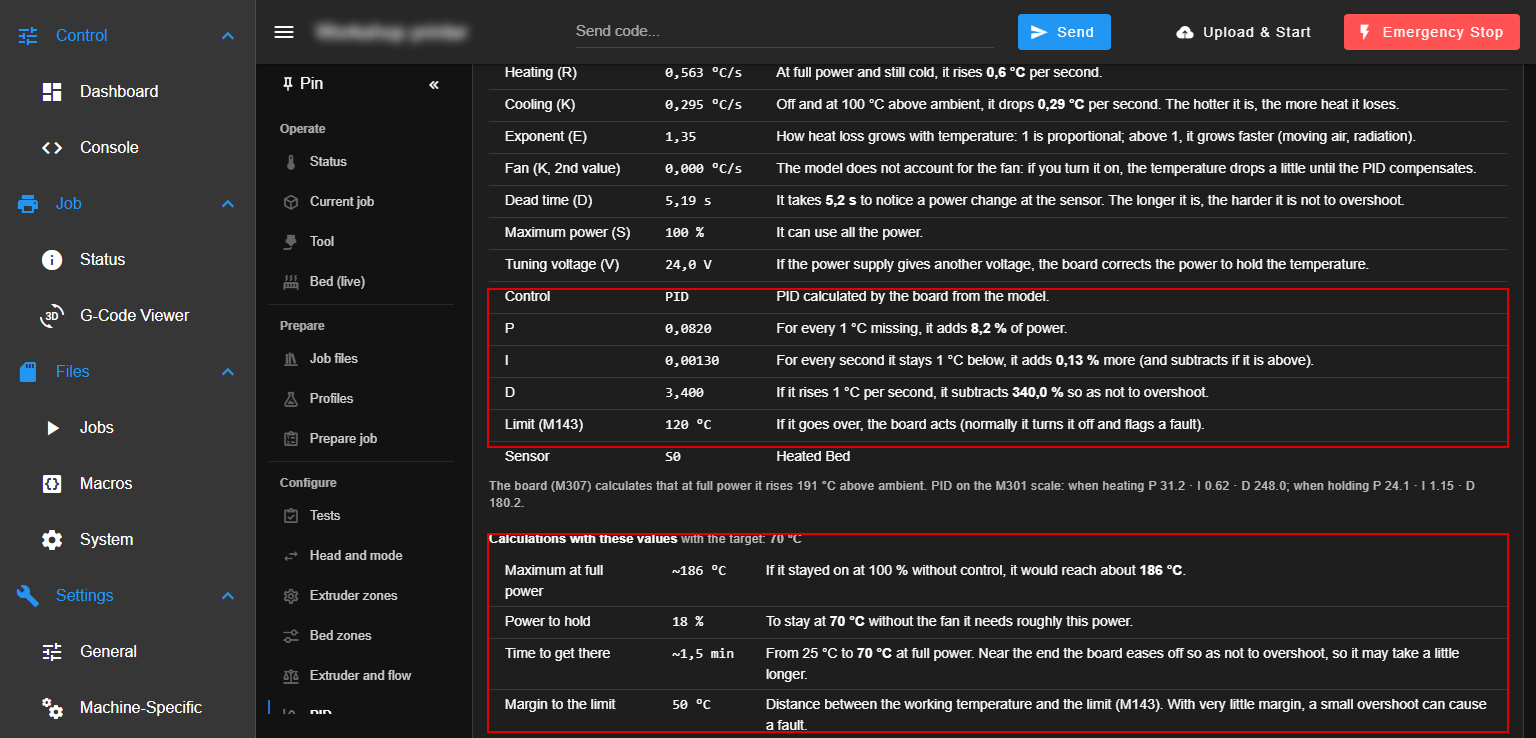 Control
Dashboard
Console
Job
Status
G-Code Viewer
Files
Jobs
Macros
System
Settings
General
Machine-Specific
Send code...
Send
Upload & Start
Emergency Stop
Pin
Operate
Status
Current job
Tool
Bed (live)
Prepare
Job files
Profiles
Prepare job
Configure
Tests
Head and mode
Extruder zones
Bed zones
Extruder and flow
PID
Heating (R) 0,563 ºC/s At full power and still cold, it rises 0,6 °C per second.
Cooling (K) 0,295 ºC/s Off and at 100 °C above ambient, it drops 0,29 °C per second. The hotter it is, the more heat it loses.
Exponent (E) 1,35 How heat loss grows with temperature: 1 is proportional; above 1, it grows faster (moving air, radiation).
Fan (K, 2nd value) 0,000 ºC/s The model does not account for the fan: if you turn it on, the temperature drops a little until the PID compensates.
Dead time (D) 5,19 s It takes 5,2 s to notice a power change at the sensor. The longer it is, the harder it is not to overshoot.
Maximum power (S) 100 % It can use all the power.
Tuning voltage (V) 24,0 V If the power supply gives another voltage, the board corrects the power to hold the temperature.
Control PID PID calculated by the board from the model.
P 0,0820 For every 1 °C missing, it adds 8,2 % of power.
I 0,00130 For every second it stays 1 °C below, it adds 0,13 % more (and subtracts if it is above).
D 3,400 If it rises 1 °C per second, it subtracts 340,0 % so as not to overshoot.
Limit (M143) 120 ºC If it goes over, the board acts (normally it turns it off and flags a fault).
Sensor S0 Heated Bed
The board (M307) calculates that at full power it rises 191 °C above ambient. PID on the M301 scale: when heating P 31.2 · I 0.62 · D 248.0; when holding P 24.1 · I 1.15 · D
180.2.
Calculations with these values with the target: 70 °C
Maximum at full
power
~186 ºC If it stayed on at 100 % without control, it would reach about 186 °C.
Power to hold 18 % To stay at 70 °C without the fan it needs roughly this power.
Time to get there ~1,5 min From 25 °C to 70 °C at full power. Near the end the board eases off so as not to overshoot, so it may take a little
longer.
Margin to the limit 50 ºC Distance between the working temperature and the limit (M143). With very little margin, a small overshoot can cause
a fault.